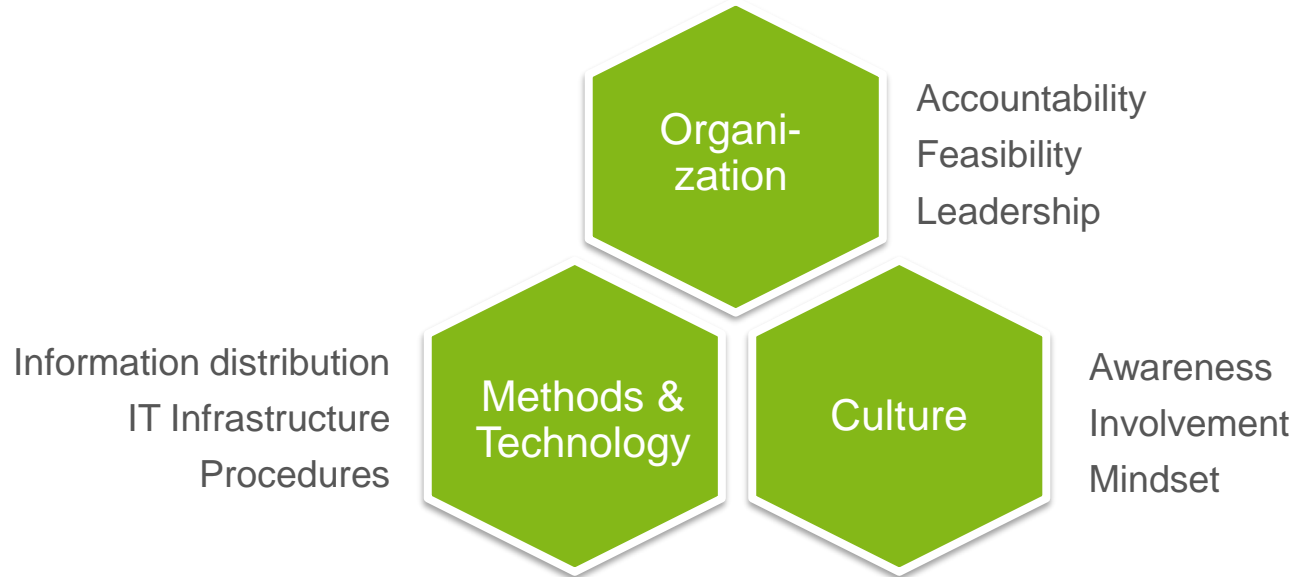 Organi-
zation
Accountability
Feasibility
Leadership
Information distribution
IT Infrastructure
Procedures
Methods &
Technology
Culture
Awareness
Involvement
Mindset